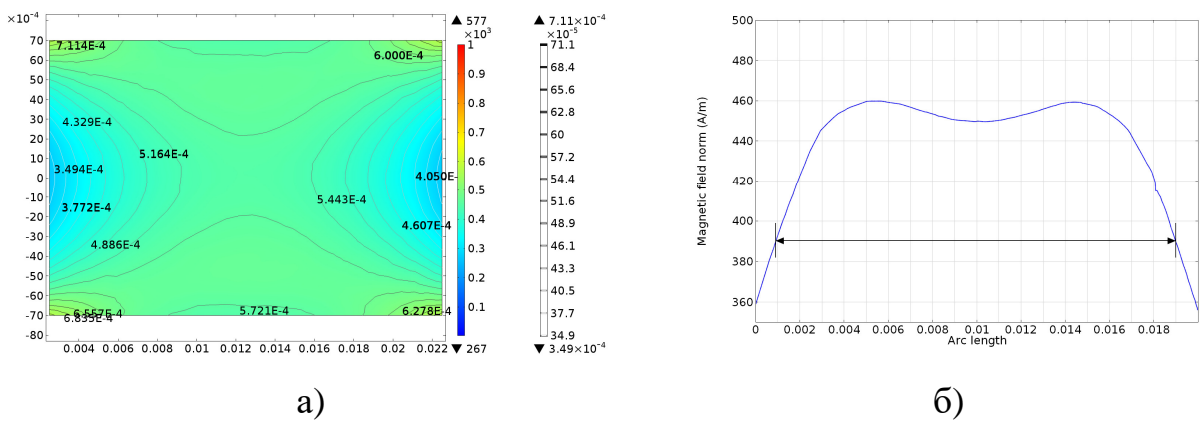 ×10⁻⁴
70
60
50
40
30
20
10
0
-10
-20
-30
-40
-50
-60
-70
-80
7.114E-4
6.000E-4
4.329E-4
5.164E-4
3.494E-4
4.050E-
3.772E-4
5.443E-4
4.607E-4
4.886E-4
6.557E-4
6.835E-4
5.721E-4
6.278E-
0.004 0.006 0.008 0.01 0.012 0.014 0.016 0.018 0.02 0.022
▲ 577
×10³
1
0.9
0.8
0.7
0.6
0.5
0.4
0.3
0.2
0.1
▼ 267
▲ 7.11×10⁻⁴
×10⁻⁵
71.1
68.4
65.6
62.8
60
57.2
54.4
51.6
48.9
46.1
43.3
40.5
37.7
34.9
▼ 3.49×10⁻⁴
а)
Magnetic field norm (A/m)
500
480
460
440
420
400
380
360
0 0.002 0.004 0.006 0.008 0.01 0.012 0.014 0.016 0.018
Arc length
б)